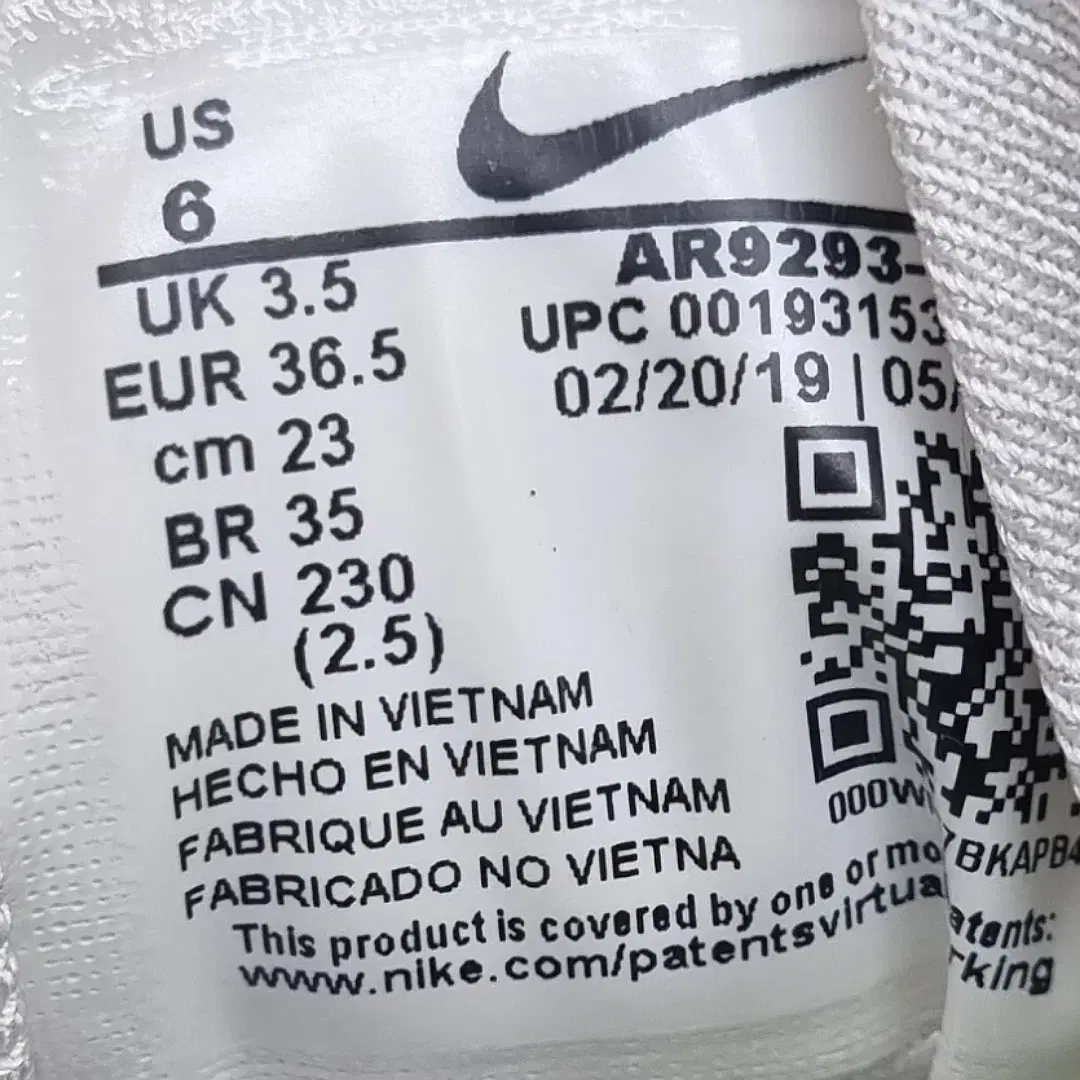 US
6
UK 3.5
EUR 36.5
cm 23
BR 35
CN 230
(2.5)
AR9293-
UPC 00193153
02/20/19 | 05/
MADE IN VIETNAM
HECHO EN VIETNAM
FABRIQUE AU VIETNAM
FABRICADO NO VIETNA
000W
BKAPB4
This product is covered by one or mo atents:
www.nike.com/patentsvirtua rking